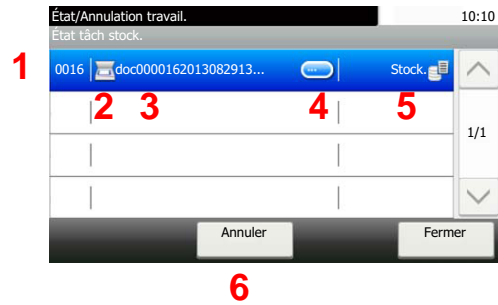 État/Annulation travail. 10:10
État tâch stock.
1 0016 doc0000162013082913... Stock.
2 3 4 5
1/1
Annuler Fermer
6